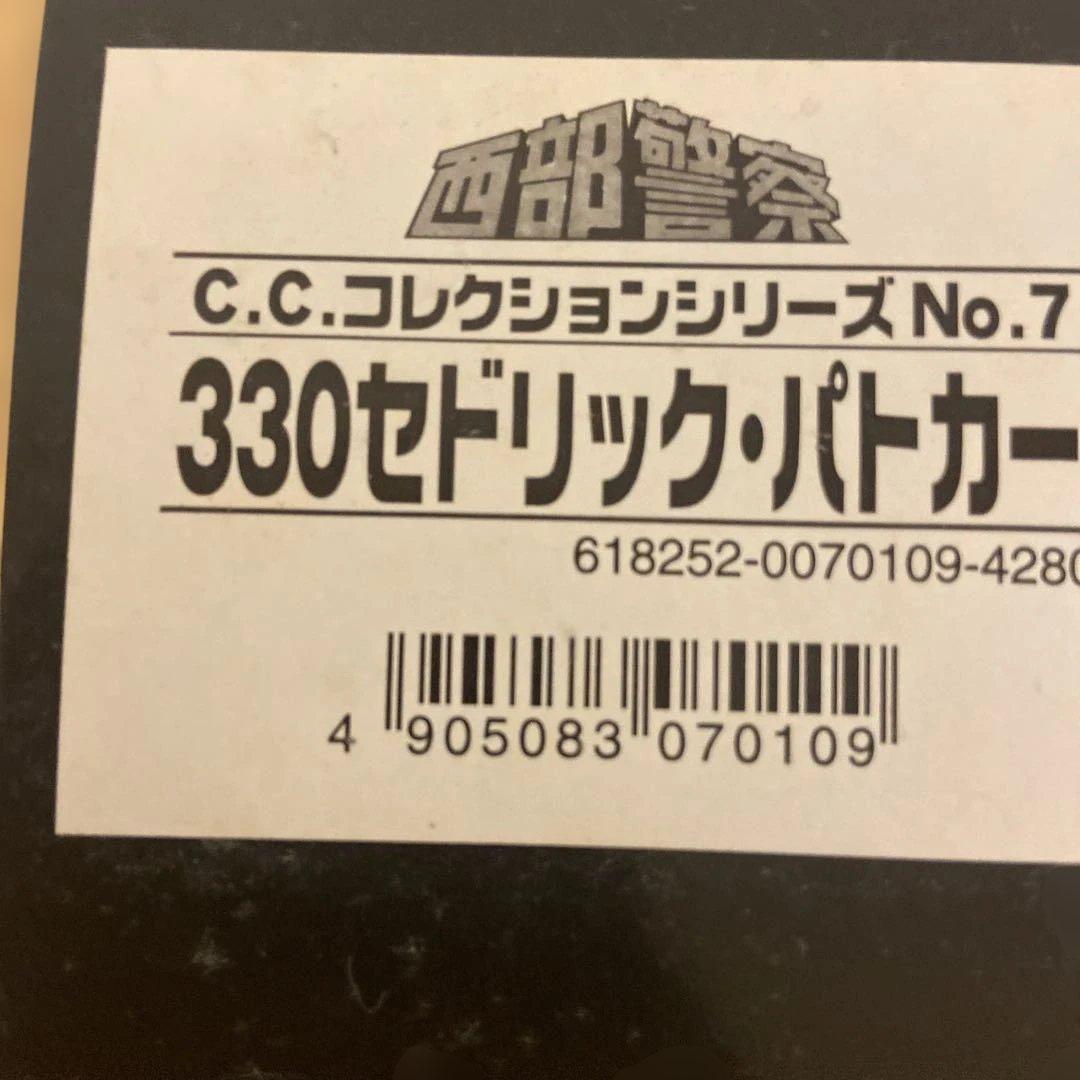 西部警察
C.C.コレクションシリーズ No.7
330セドリック・パトカー
618252-0070109-4280
4 905083 070109